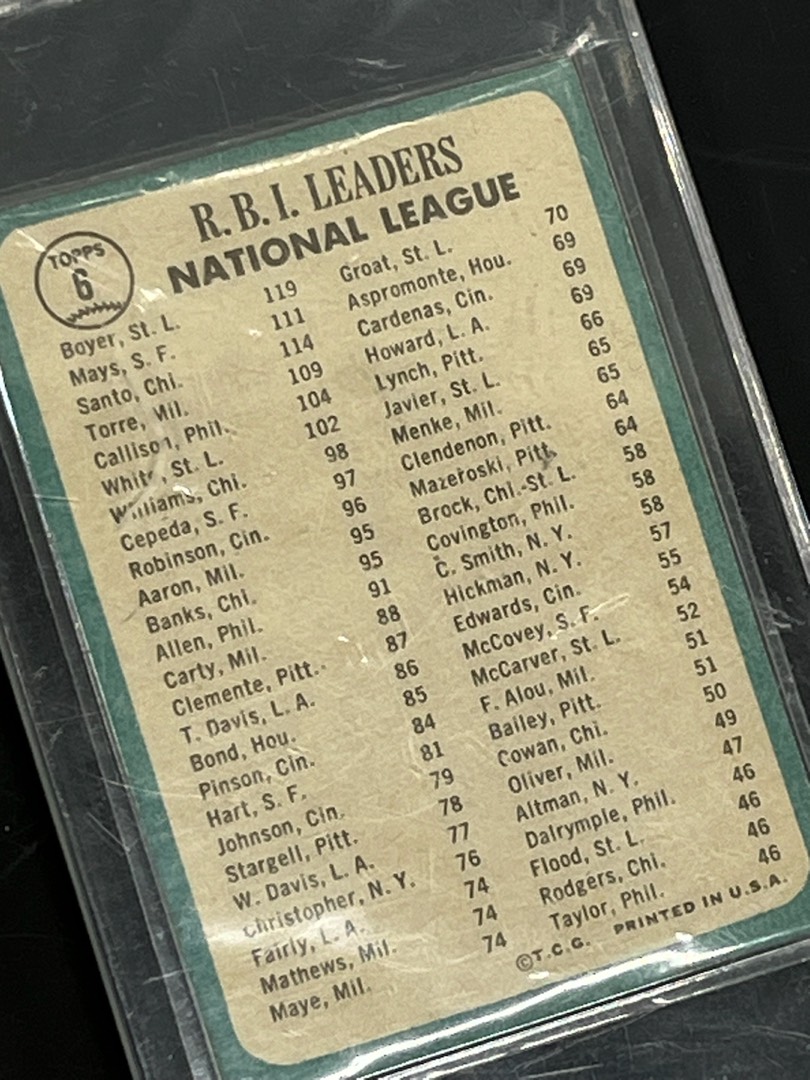 TOPPS
6
R.B.I. LEADERS
NATIONAL LEAGUE
Boyer, St. L. 119
Mays, S. F. 111
Santo, Chi. 114
Torre, Mil. 109
Callison, Phil. 104
White, St. L. 102
Williams, Chi. 98
Cepeda, S. F. 97
Robinson, Cin. 96
Aaron, Mil. 95
Banks, Chi. 95
Allen, Phil. 91
Carty, Mil. 88
Clemente, Pitt. 87
T. Davis, L. A. 86
Bond, Hou. 85
Pinson, Cin. 84
Hart, S. F. 81
Johnson, Cin. 79
Stargell, Pitt. 78
W. Davis, L. A. 77
Christopher, N. Y. 76
Fairly, L. A. 74
Mathews, Mil. 74
Maye, Mil. 74
Groat, St. L. 70
Aspromonte, Hou. 69
Cardenas, Cin. 69
Howard, L. A. 69
Lynch, Pitt. 66
Javier, St. L. 65
Menke, Mil. 65
Clendenon, Pitt. 64
Mazeroski, Pitt. 64
Brock, Chi.-St. L. 58
Covington, Phil. 58
C. Smith, N. Y. 58
Hickman, N. Y. 57
Edwards, Cin. 55
McCovey, S. F. 54
McCarver, St. L. 52
F. Alou, Mil. 51
Bailey, Pitt. 51
Cowan, Chi. 50
Oliver, Mil. 49
Altman, N. Y. 47
Dalrymple, Phil. 46
Flood, St. L. 46
Rodgers, Chi. 46
Taylor, Phil. 46
©T.C.G. PRINTED IN U.S.A.